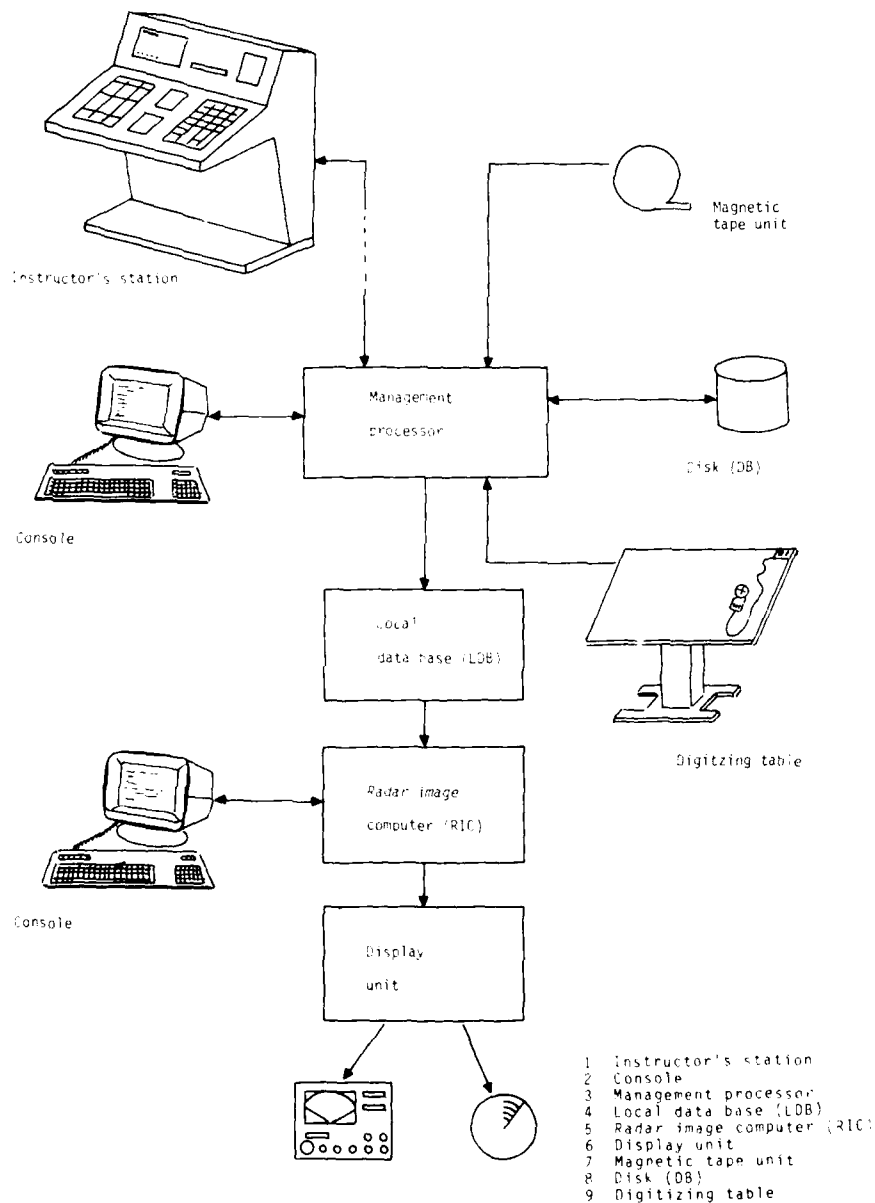 Instructor's station
Magnetic
tape unit
Management
processor
Disk (DB)
Console
Local
data base (LDB)
Digitzing table
Radar image
computer (RIC)
Console
Display
unit
1 Instructor's station
2 Console
3 Management processor
4 Local data base (LDB)
5 Radar image computer (RIC)
6 Display unit
7 Magnetic tape unit
8 Disk (DB)
9 Digitizing table